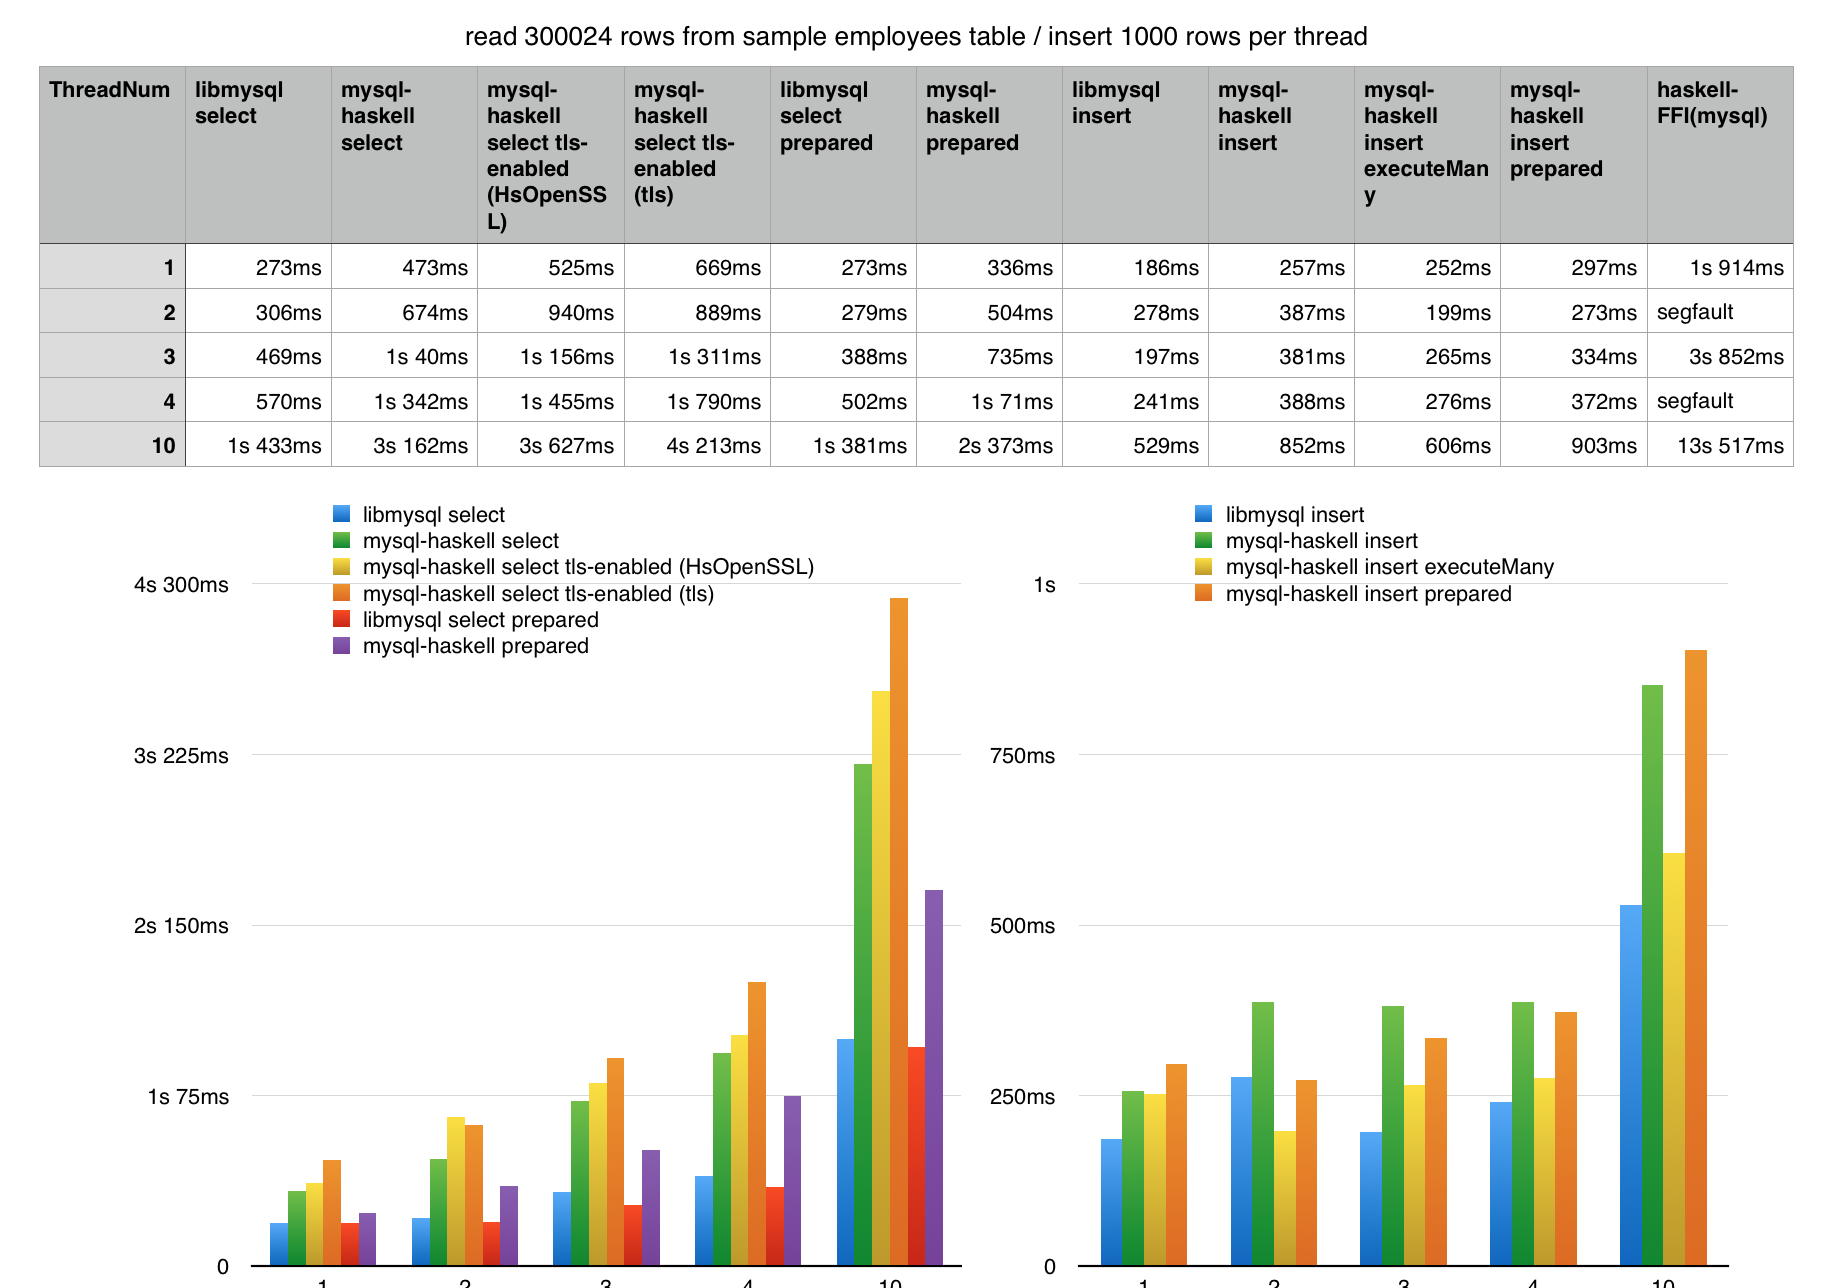 read 300024 rows from sample employees table / insert 1000 rows per thread
ThreadNum libmysql select mysql-haskell select mysql-haskell select tls-enabled (HsOpenSSL) mysql-haskell select tls-enabled (tls) libmysql select prepared mysql-haskell prepared libmysql insert mysql-haskell insert mysql-haskell insert executeMany mysql-haskell insert prepared haskell-FFI(mysql)
1 273ms 473ms 525ms 669ms 273ms 336ms 186ms 257ms 252ms 297ms 1s 914ms
2 306ms 674ms 940ms 889ms 279ms 504ms 278ms 387ms 199ms 273ms segfault
3 469ms 1s 40ms 1s 156ms 1s 311ms 388ms 735ms 197ms 381ms 265ms 334ms 3s 852ms
4 570ms 1s 342ms 1s 455ms 1s 790ms 502ms 1s 71ms 241ms 388ms 276ms 372ms segfault
10 1s 433ms 3s 162ms 3s 627ms 4s 213ms 1s 381ms 2s 373ms 529ms 852ms 606ms 903ms 13s 517ms
libmysql select
mysql-haskell select
mysql-haskell select tls-enabled (HsOpenSSL)
mysql-haskell select tls-enabled (tls)
libmysql select prepared
mysql-haskell prepared
4s 300ms
3s 225ms
2s 150ms
1s 75ms
0
1 2 3 4 10
libmysql insert
mysql-haskell insert
mysql-haskell insert executeMany
mysql-haskell insert prepared
1s
750ms
500ms
250ms
0
1 2 3 4 10